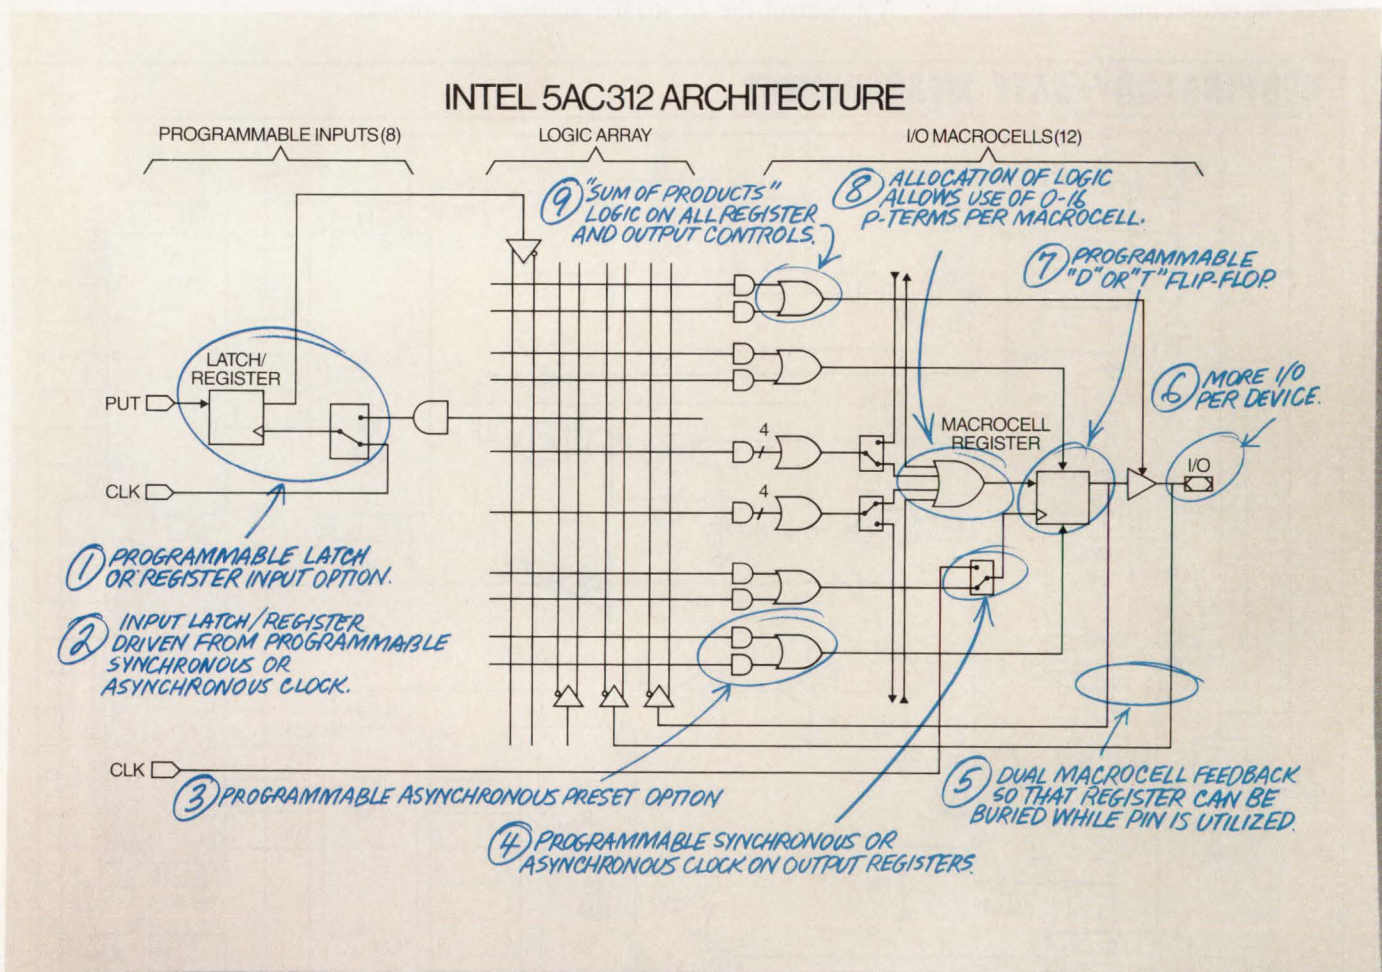 INTEL 5AC312 ARCHITECTURE
PROGRAMMABLE INPUTS (8)
LOGIC ARRAY
I/O MACROCELLS (12)
9 "SUM OF PRODUCTS"
LOGIC ON ALL REGISTER
AND OUTPUT CONTROLS.
8 ALLOCATION OF LOGIC
ALLOWS USE OF 0-16
P-TERMS PER MACROCELL.
7 PROGRAMMABLE
"D" OR "T" FLIP-FLOP.
6 MORE I/O
PER DEVICE.
LATCH/
REGISTER
PUT
CLK
4
4
MACROCELL
REGISTER
I/O
1 PROGRAMMABLE LATCH
OR REGISTER INPUT OPTION.
2 INPUT LATCH/REGISTER
DRIVEN FROM PROGRAMMABLE
SYNCHRONOUS OR
ASYNCHRONOUS CLOCK.
CLK
3 PROGRAMMABLE ASYNCHRONOUS PRESET OPTION
4 PROGRAMMABLE SYNCHRONOUS OR
ASYNCHRONOUS CLOCK ON OUTPUT REGISTERS.
5 DUAL MACROCELL FEEDBACK
SO THAT REGISTER CAN BE
BURIED WHILE PIN IS UTILIZED.